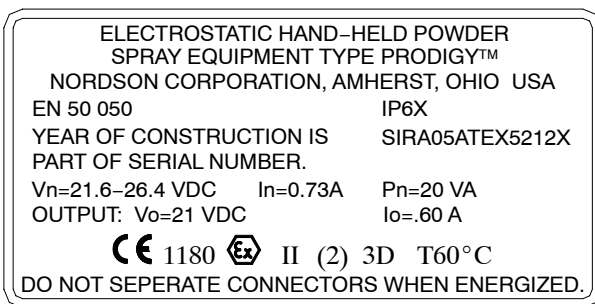 ELECTROSTATIC HAND–HELD POWDER
SPRAY EQUIPMENT TYPE PRODIGY™
NORDSON CORPORATION, AMHERST, OHIO USA
EN 50 050 IP6X
YEAR OF CONSTRUCTION IS SIRA05ATEX5212X
PART OF SERIAL NUMBER.
Vn=21.6–26.4 VDC In=0.73A Pn=20 VA
OUTPUT: Vo=21 VDC Io=.60 A
CE 1180 Ex II (2) 3D T60°C
DO NOT SEPERATE CONNECTORS WHEN ENERGIZED.